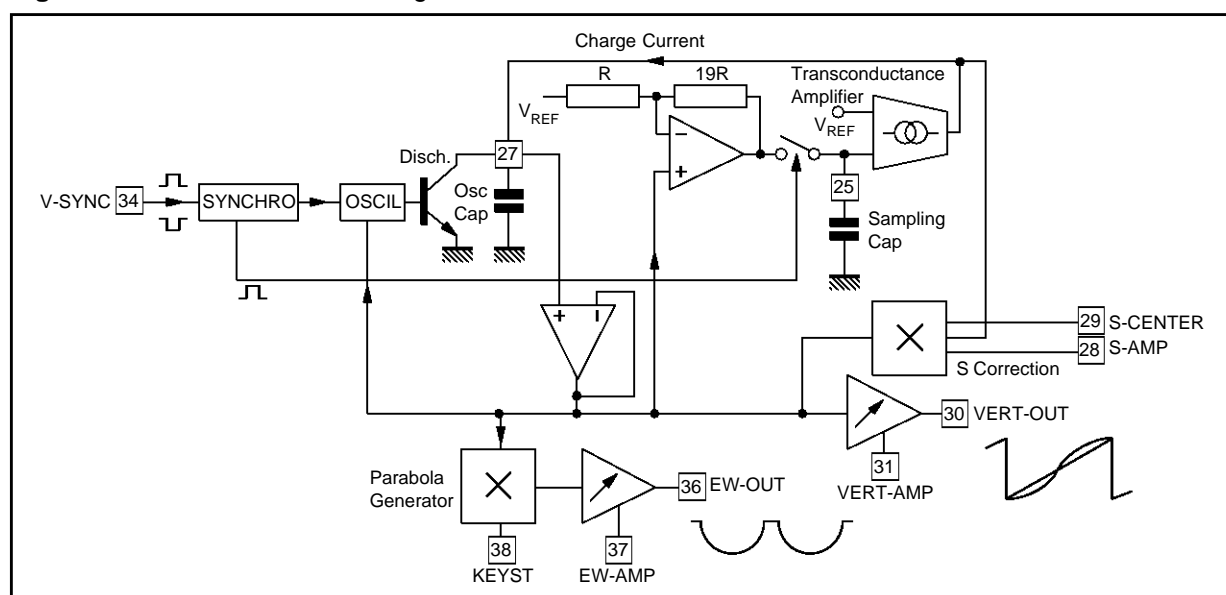 Charge Current
R
19R
Transconductance
Amplifier
VREF
VREF
Disch.
27
Osc
Cap
−
+
25
Sampling
Cap
V-SYNC 34
SYNCHRO
OSCIL
+
−
29 S-CENTER
28 S-AMP
S Correction
30 VERT-OUT
31
VERT-AMP
Parabola
Generator
36 EW-OUT
38
KEYST
37
EW-AMP